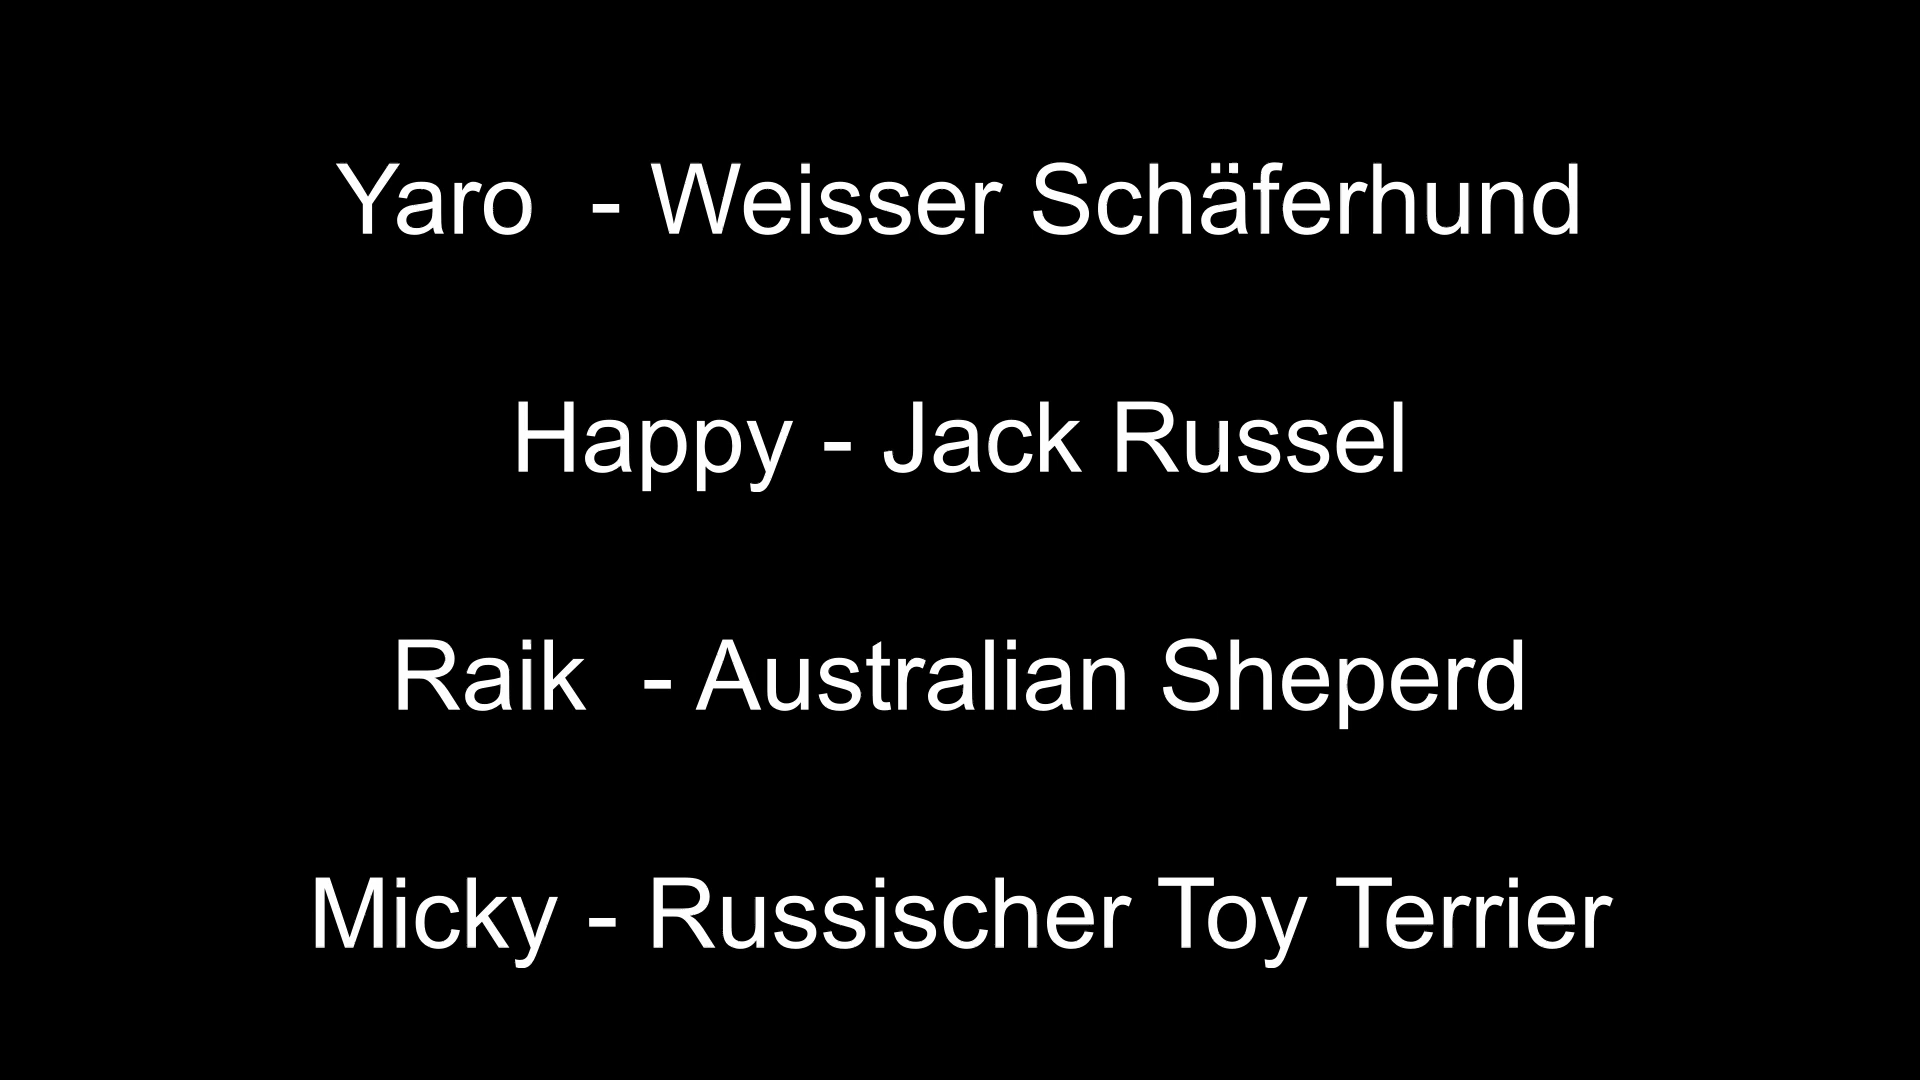 Yaro  - Weisser Schäferhund
Happy - Jack Russel
Raik  - Australian Sheperd
Micky - Russischer Toy Terrier